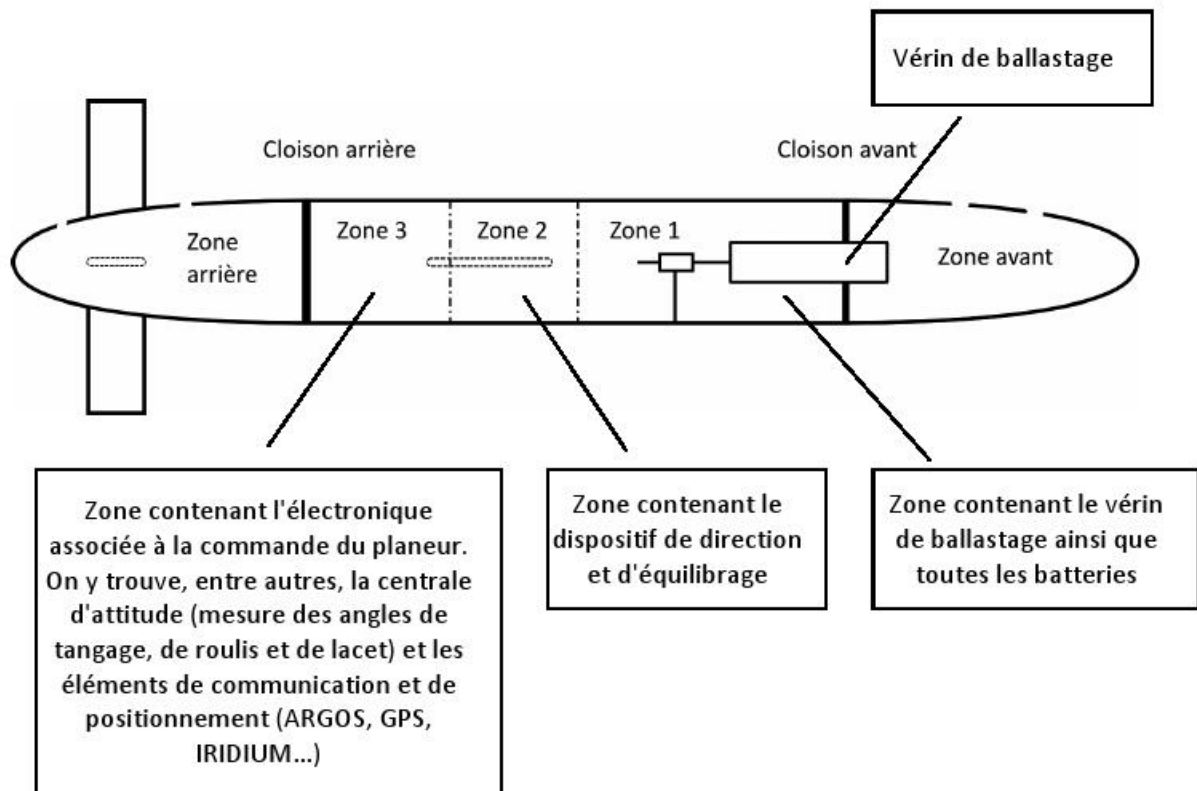 Vérin de ballastage
Cloison arrière
Cloison avant
Zone
arrière
Zone 3
Zone 2
Zone 1
Zone avant
Zone contenant l'électronique
associée à la commande du planeur.
On y trouve, entre autres, la centrale
d'attitude (mesure des angles de
tangage, de roulis et de lacet) et les
éléments de communication et de
positionnement (ARGOS, GPS,
IRIDIUM...)
Zone contenant le
dispositif de direction
et d'équilibrage
Zone contenant le vérin
de ballastage ainsi que
toutes les batteries